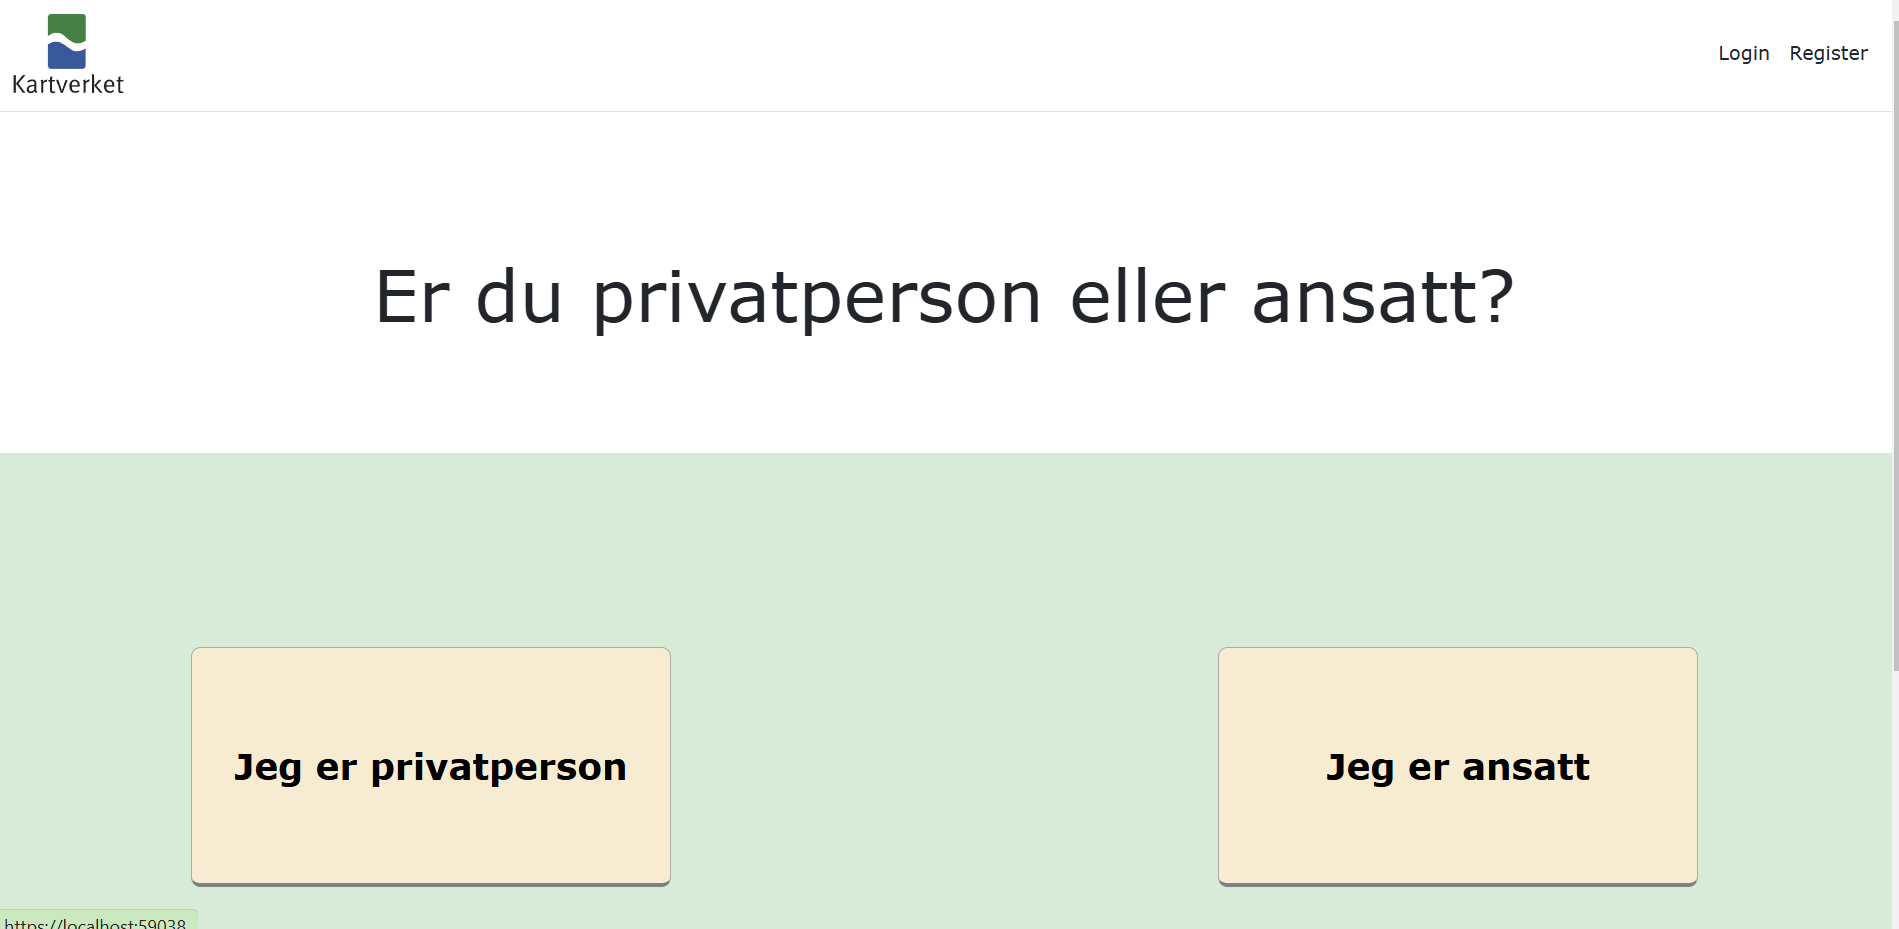 Kartverket
Login Register
Er du privatperson eller ansatt?
Jeg er privatperson
Jeg er ansatt
https://localhost:59038